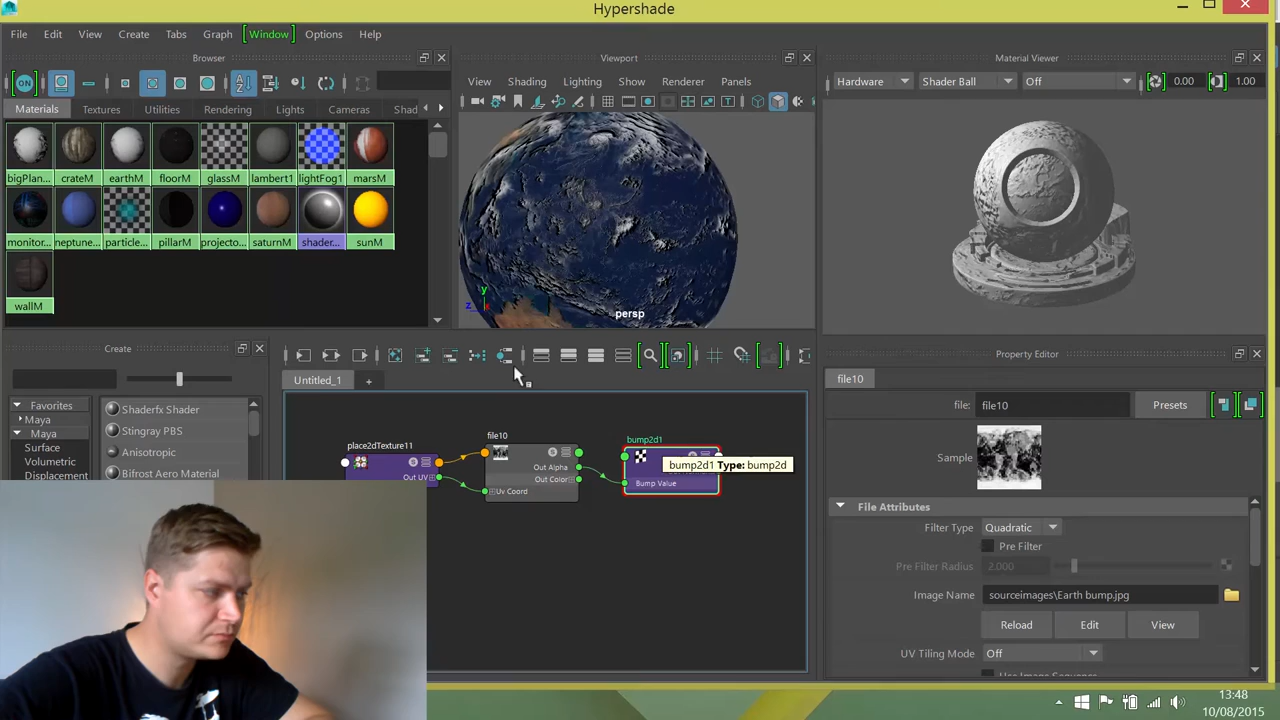 Hypershade
File Edit View Create Tabs Graph Window Options Help
Browser
ON
Materials Textures Utilities Rendering Lights Cameras Shad
bigPlan... crateM earthM floorM glassM lambert1 lightFog1 marsM
monitor... neptune... particle... pillarM projecto... saturnM shader... sunM
wallM
Viewport
View Shading Lighting Show Renderer Panels
y
z
persp
Material Viewer
Hardware Shader Ball Off 0.00 1.00
Create
Favorites
Maya
Maya
Surface
Volumetric
Displacement
Shaderfx Shader
Stingray PBS
Anisotropic
Bifrost Aero Material
Untitled_1 +
place2dTexture11
Out UV
file10
Out Alpha
Out Color
Uv Coord
bump2d1
bump2d1 Type: bump2d
Bump Value
Property Editor
file10
file: file10 Presets
Sample
File Attributes
Filter Type Quadratic
Pre Filter
Pre Filter Radius 2.000
Image Name sourceimages\Earth bump.jpg
Reload Edit View
UV Tiling Mode Off
Use Image Sequence
13:48
10/08/2015